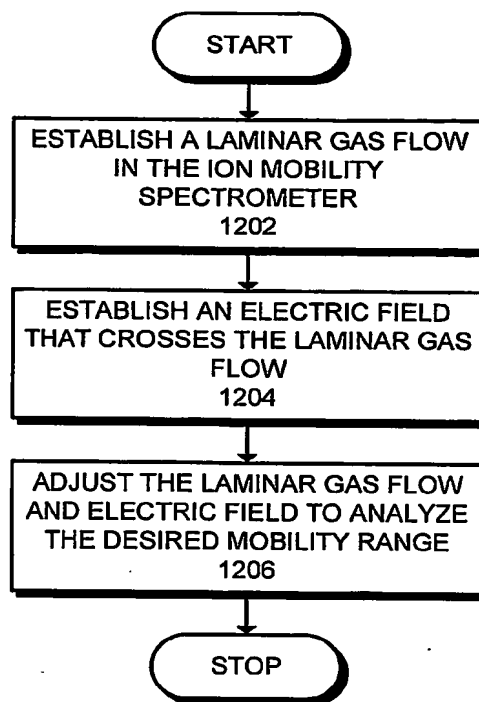 START
ESTABLISH A LAMINAR GAS FLOW
IN THE ION MOBILITY
SPECTROMETER
1202
ESTABLISH AN ELECTRIC FIELD
THAT CROSSES THE LAMINAR GAS
FLOW
1204
ADJUST THE LAMINAR GAS FLOW
AND ELECTRIC FIELD TO ANALYZE
THE DESIRED MOBILITY RANGE
1206
STOP